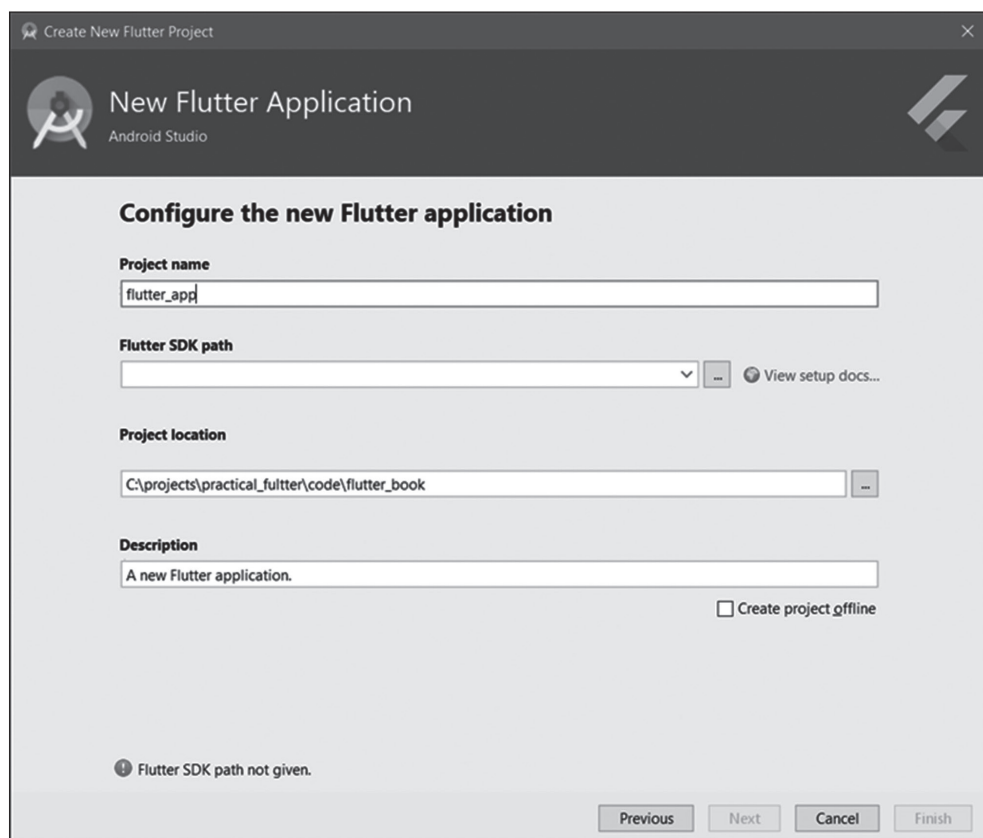 Create New Flutter Project
New Flutter Application
Android Studio
Configure the new Flutter application
Project name
flutter_app
Flutter SDK path
... View setup docs...
Project location
C:\projects\practical_fultter\code\flutter_book
...
Description
A new Flutter application.
Create project offline
Flutter SDK path not given.
Previous Next Cancel Finish